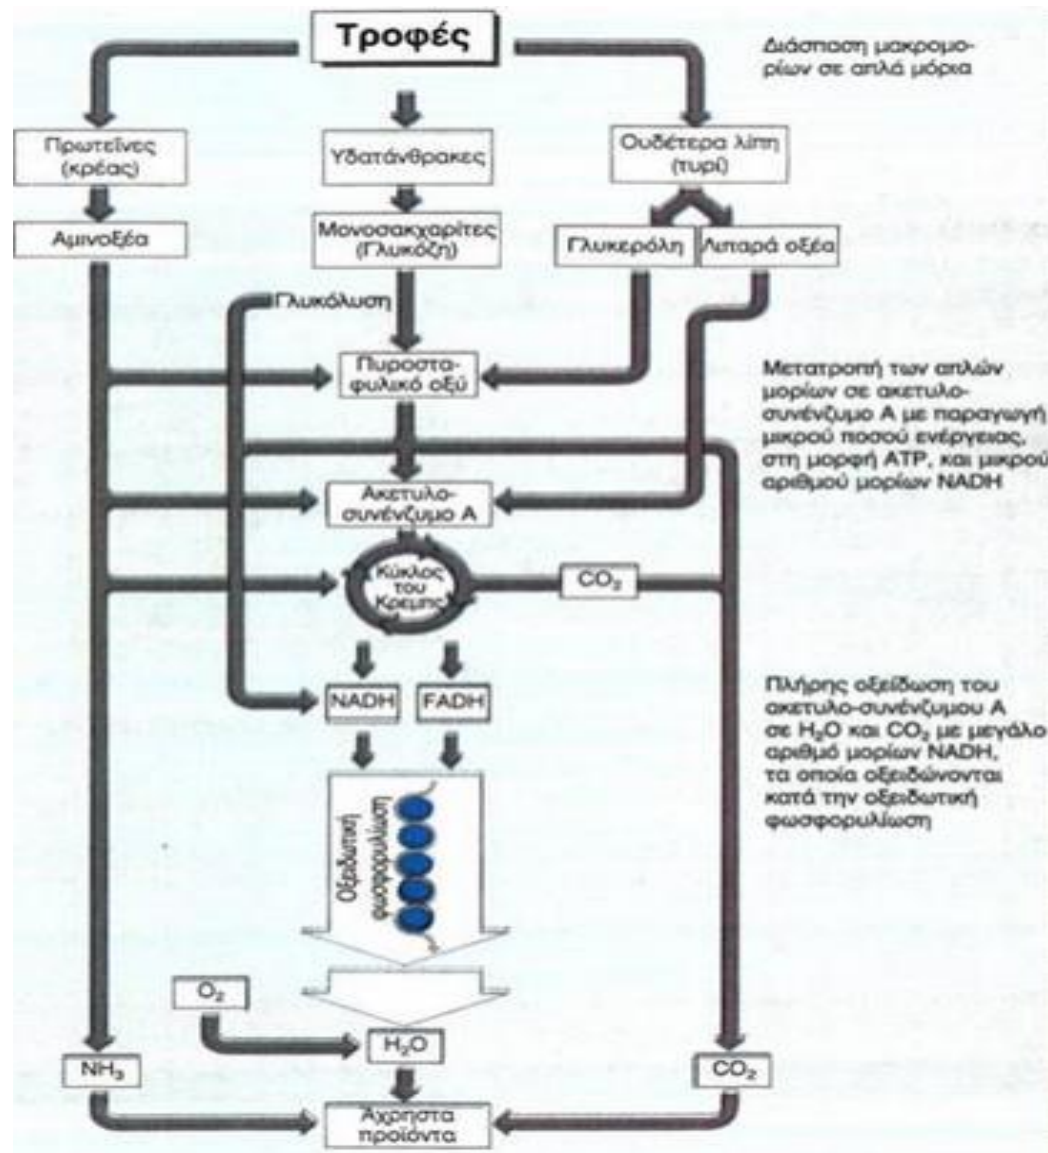 Τροφές
Διάσπαση μακρομο-
ρίων σε απλά μόρια
Πρωτεΐνες
(κρέας)
Υδατάνθρακες
Ουδέτερα λίπη
(τυρί)
Αμινοξέα
Μονοσακχαρίτες
(Γλυκόζη)
Γλυκερόλη
Λιπαρά οξέα
Γλυκόλυση
Πυροστα-
φυλικό οξύ
Μετατροπή των απλών
μορίων σε ακετυλο-
συνένζυμο Α με παραγωγή
μικρού ποσού ενέργειας,
στη μορφή ATP, και μικρού
αριθμού μορίων NADH
Ακετυλο-
συνένζυμο Α
Κύκλος
του
Κρεμπς
CO₂
NADH
FADH
Πλήρης οξείδωση του
ακετυλο-συνένζυμου Α
σε H₂O και CO₂ με μεγάλο
αριθμό μορίων NADH,
τα οποία οξειδώνονται
κατά την οξειδωτική
φωσφορυλίωση
Οξειδωτική
φωσφορυλίωση
O₂
H₂O
NH₃
CO₂
Άχρηστα
προϊόντα